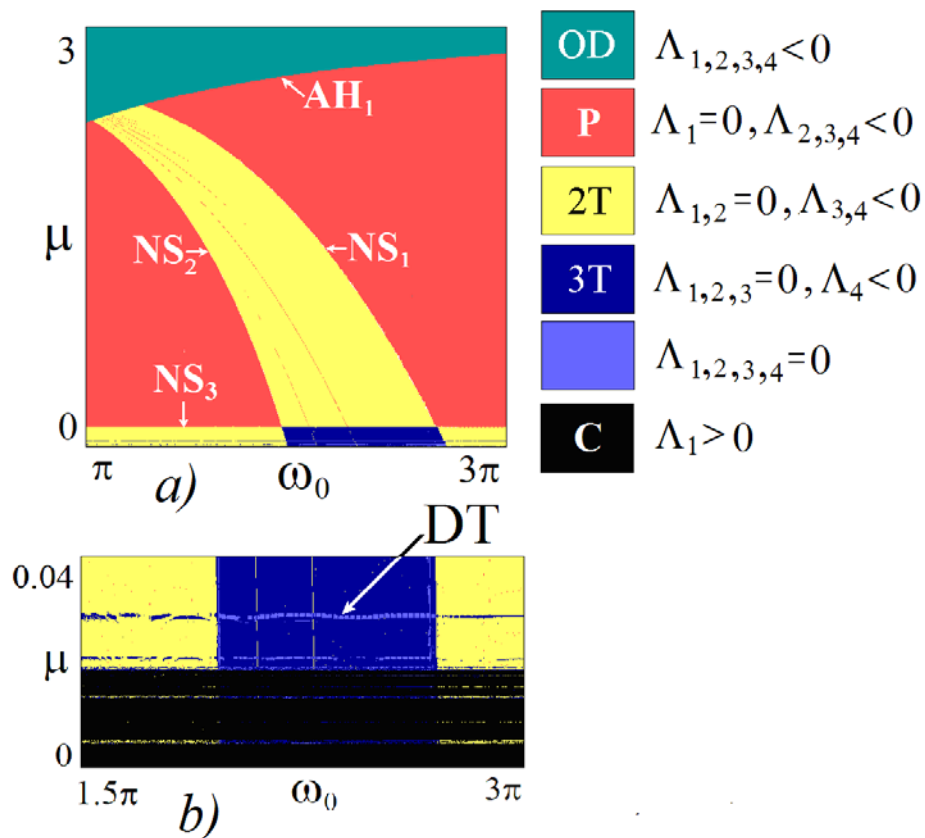 3
AH₁
μ
NS₂
NS₁
NS₃
0
π
a)
ω₀
3π
OD Λ₁,₂,₃,₄<0
P Λ₁=0, Λ₂,₃,₄<0
2T Λ₁,₂=0, Λ₃,₄<0
3T Λ₁,₂,₃=0, Λ₄<0
Λ₁,₂,₃,₄=0
C Λ₁>0
DT
0.04
μ
0
1.5π
b)
ω₀
3π